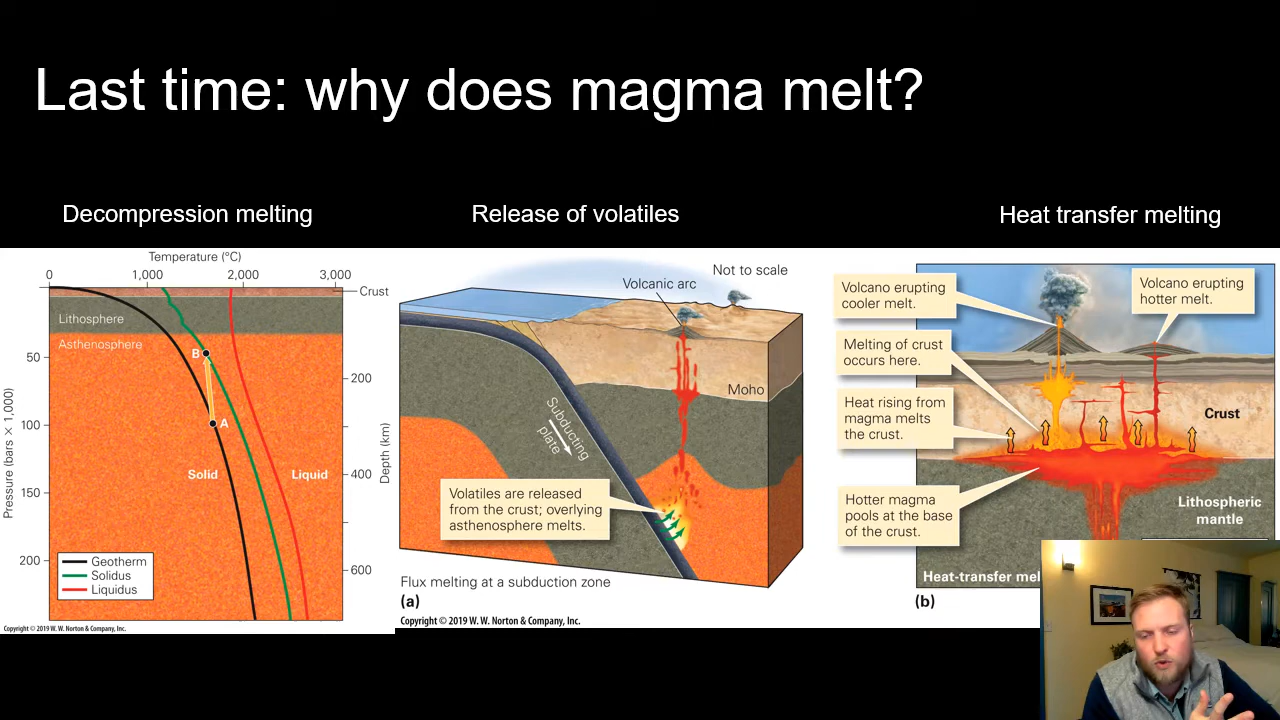 Last time: why does magma melt?
Decompression melting
Release of volatiles
Heat transfer melting
Temperature (°C)
0
1,000
2,000
3,000
Crust
Lithosphere
Asthenosphere
B
A
50
100
150
200
Pressure (bars × 1,000)
200
400
600
Depth (km)
Solid
Liquid
Geotherm
Solidus
Liquidus
Copyright © 2019 W. W. Norton & Company, Inc.
Not to scale
Volcanic arc
Moho
Subducting
plate
Volatiles are released
from the crust; overlying
asthenosphere melts.
Flux melting at a subduction zone
(a)
Copyright © 2019 W. W. Norton & Company, Inc.
Volcano erupting
cooler melt.
Volcano erupting
hotter melt.
Melting of crust
occurs here.
Heat rising from
magma melts
the crust.
Crust
Hotter magma
pools at the base
of the crust.
Lithospheric
mantle
Heat-transfer mel
(b)